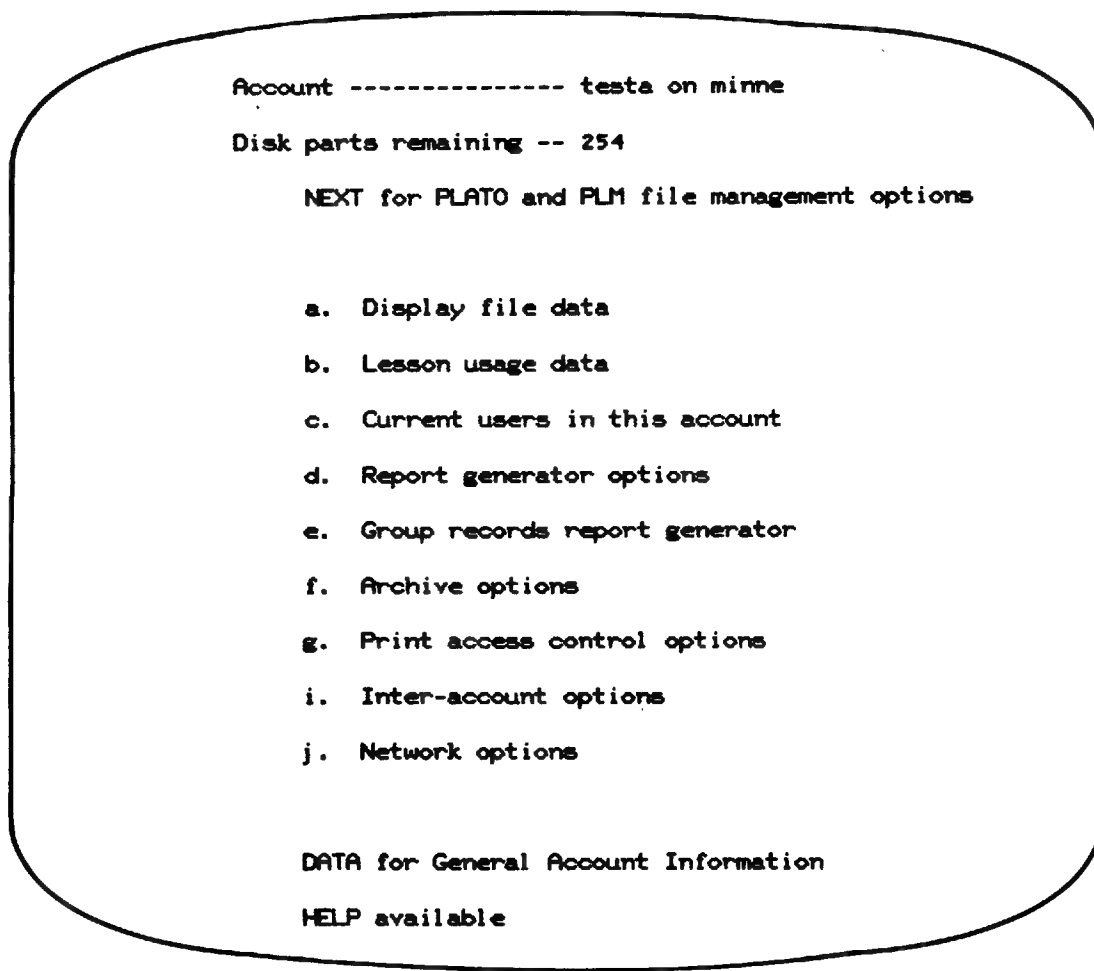 Account --------------- testa on minne
Disk parts remaining -- 254
NEXT for PLATO and PLM file management options
a. Display file data
b. Lesson usage data
c. Current users in this account
d. Report generator options
e. Group records report generator
f. Archive options
g. Print access control options
i. Inter-account options
j. Network options
DATA for General Account Information
HELP available